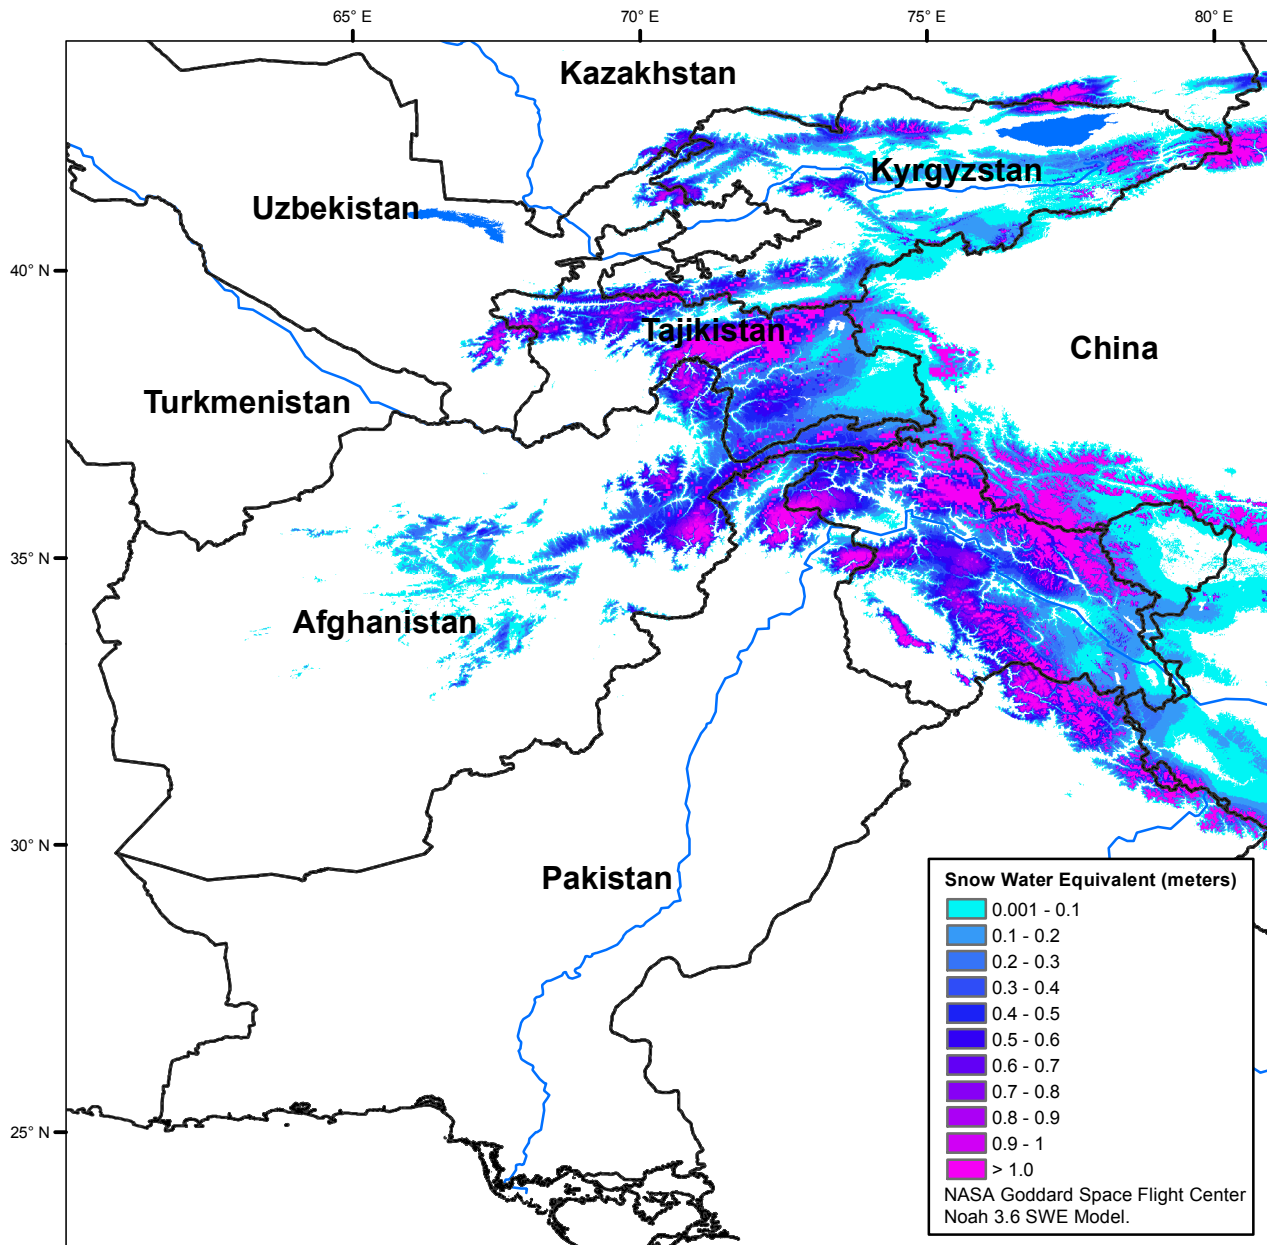 65° E
70° E
75° E
80° E
Kazakhstan
Kyrgyzstan
Uzbekistan
40° N
Tajikistan
China
Turkmenistan
35° N
Afghanistan
30° N
Pakistan
25° N
Snow Water Equivalent (meters)
0.001 - 0.1
0.1 - 0.2
0.2 - 0.3
0.3 - 0.4
0.4 - 0.5
0.5 - 0.6
0.6 - 0.7
0.7 - 0.8
0.8 - 0.9
0.9 - 1
> 1.0
NASA Goddard Space Flight Center
Noah 3.6 SWE Model.